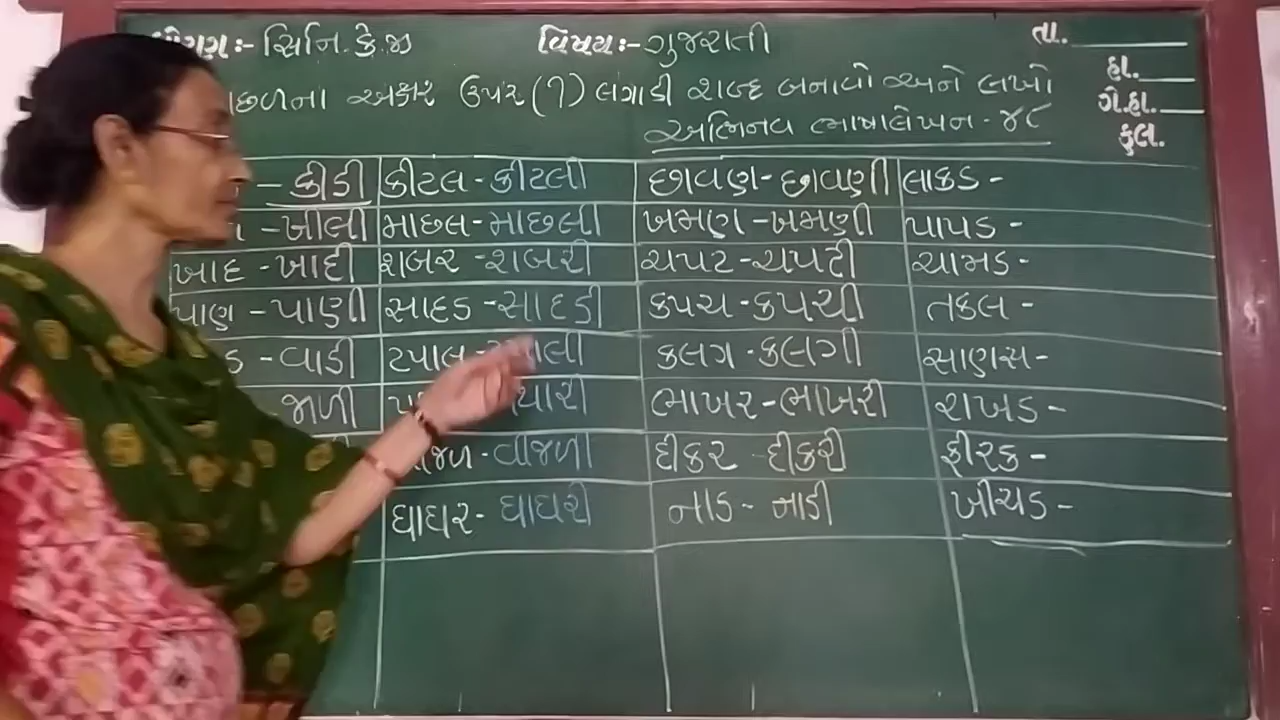 ધોરણ:- સિનિ.કે.જી વિષય:- ગુજરાતી તા.
પાછળના અક્ષર ઉપર (ી) લગાડી શબ્દ બનાવો અને લખો હા.
ગે.હા.
અભિનવ ભાષાલેખન - ૪૮ કુલ.
- કીડી કીટલ - કીટલી છાવણ - છાવણી લાકડ -
- ખીલી માછલ - માછલી ખમણ - ખમણી પાપડ -
ખાદ - ખાદી શબર - શબરી ચપટ - ચપટી ચામડ -
પાણ - પાણી સાદડ - સાદડી કપચ - કપચી તકલ -
- વાડી ટપાલ - કલગ - કલગી સાણસ -
- જાળી ભાખર - ભાખરી રાખડ -
- વીજળી દીકર - દીકરી ફીરક -
ઘાઘર - ઘાઘરી નાડ - નાડી ખીચડ -